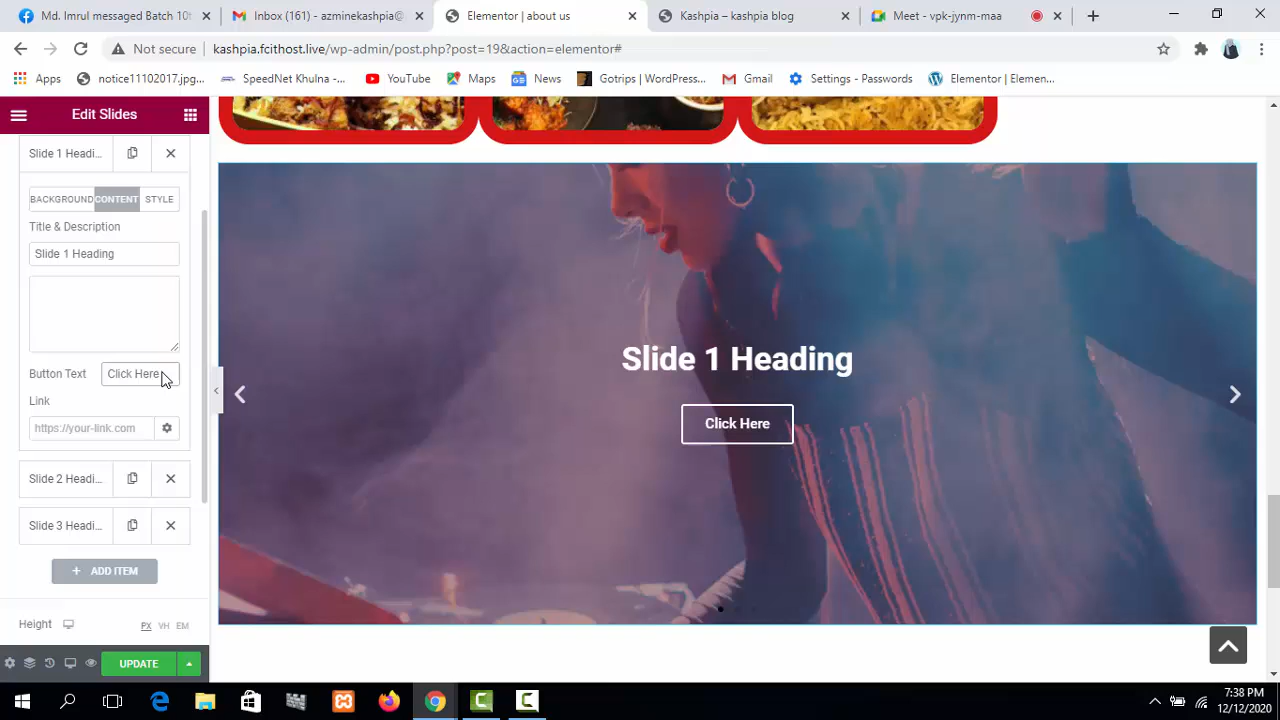 Md. Imrul messaged you
Inbox (161) - azminekashpia@
Elementor | about us
Kashpia – kashpia blog
Meet - vpk-jynm-maa
Not secure
kashpia.fcithost.live/wp-admin/post.php?post=19&action=elementor#
Apps
notice11102017.jpg...
SpeedNet Khulna -...
YouTube
Maps
News
Gotrips | WordPress...
Gmail
Settings - Passwords
Bementor | (Elemen...
Edit Slides
Slide 1 Headi...
BACKGROUND CONTENT STYLE
Title & Description
Slide 1 Heading
Button Text
Click Here
Link
https://your-link.com
Slide 2 Headi...
Slide 3 Headi...
+ ADD ITEM
Height
PX VH EM
UPDATE
Slide 1 Heading
Click Here
7:38 PM
12/12/2020